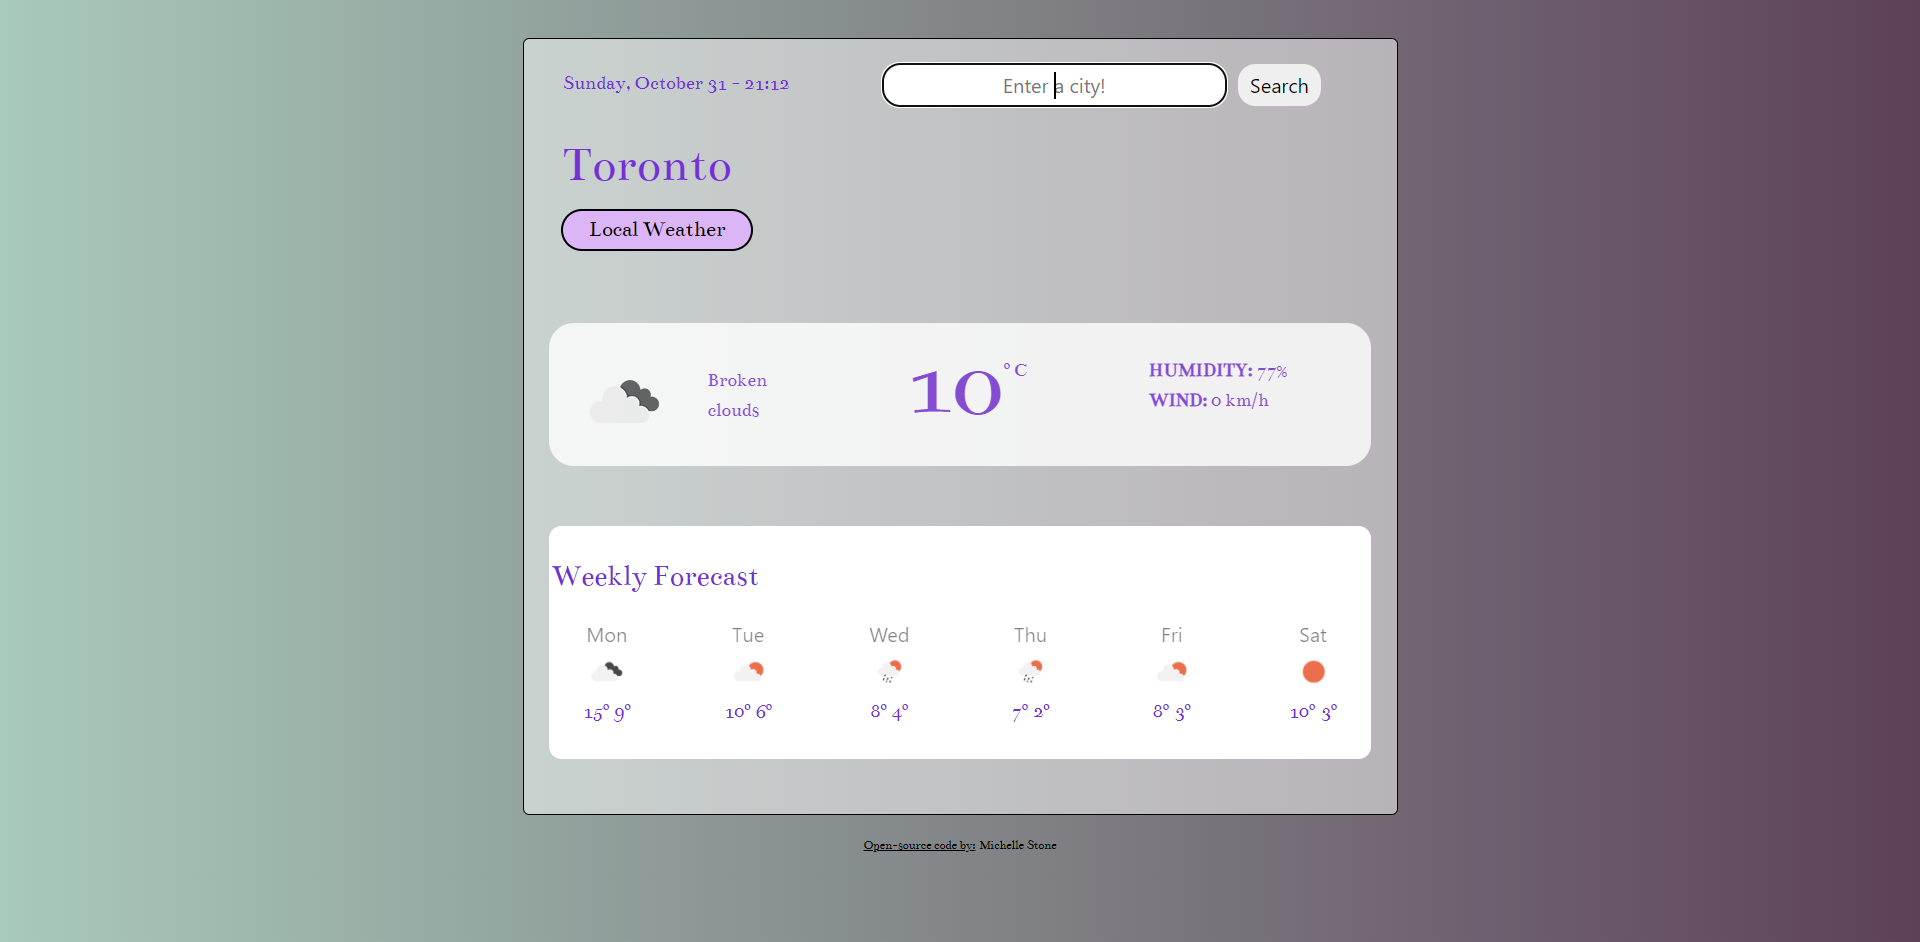 Sunday, October 31 - 21:12
Enter a city!
Search
Toronto
Local Weather
Broken
clouds
10 ° C
HUMIDITY: 77%
WIND: 0 km/h
Weekly Forecast
Mon Tue Wed Thu Fri Sat
15° 9° 10° 6° 8° 4° 7° 2° 8° 3° 10° 3°
Open-source code by: Michelle Stone